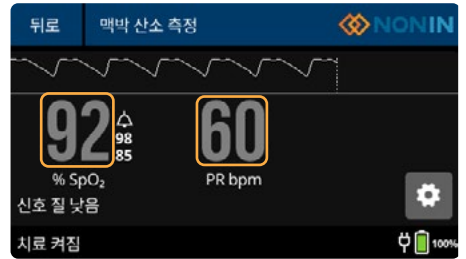 뒤로 맥박 산소 측정 NONIN
92 98 85 60
% SpO₂ PR bpm
신호 질 낮음
치료 켜짐 100%